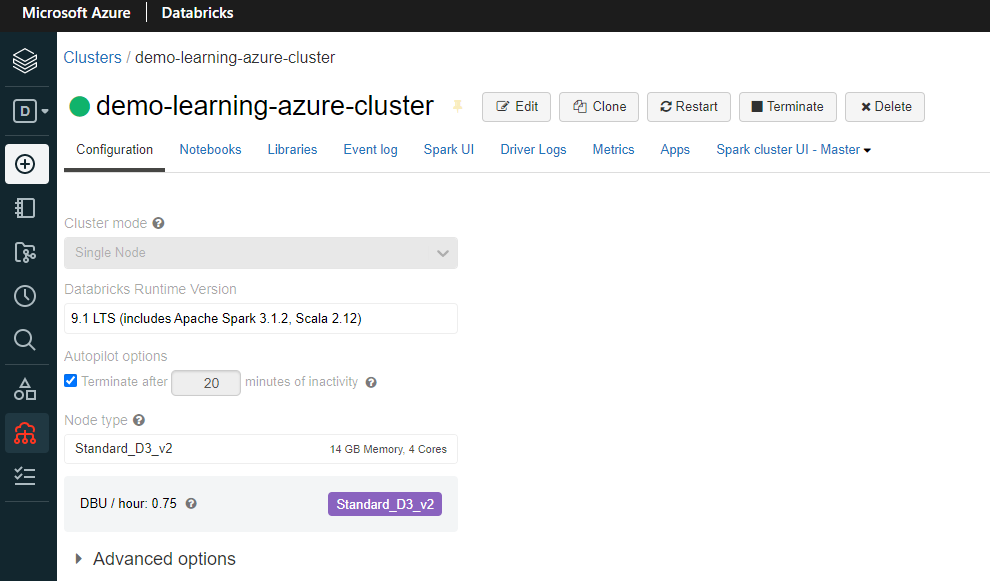 Microsoft Azure | Databricks
Clusters / demo-learning-azure-cluster
D
demo-learning-azure-cluster Edit Clone Restart Terminate Delete
Configuration Notebooks Libraries Event log Spark UI Driver Logs Metrics Apps Spark cluster UI - Master
Cluster mode ?
Single Node
Databricks Runtime Version
9.1 LTS (includes Apache Spark 3.1.2, Scala 2.12)
Autopilot options
Terminate after 20 minutes of inactivity ?
Node type ?
Standard_D3_v2 14 GB Memory, 4 Cores
DBU / hour: 0.75 ? Standard_D3_v2
Advanced options